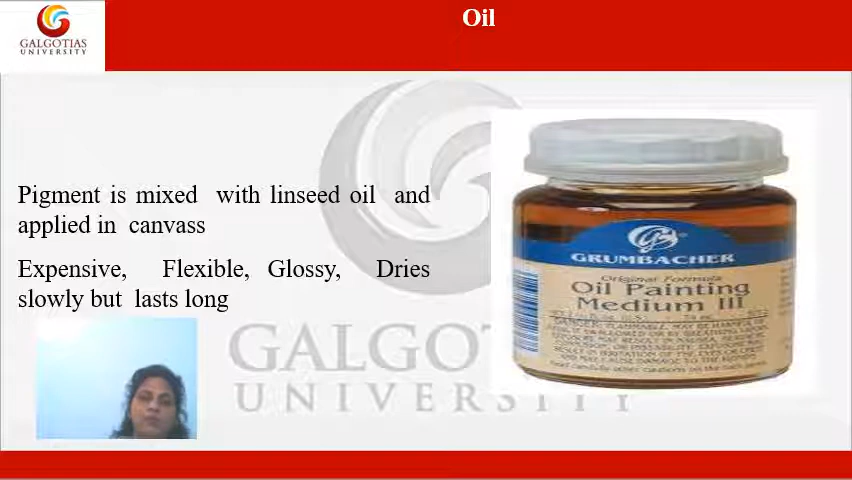 Oil
GALGOTIAS
UNIVERSITY
Pigment is mixed with linseed oil and
applied in canvass
Expensive, Flexible, Glossy, Dries
slowly but lasts long
GRUMBACHER
Original Formula
Oil Painting
Medium III
GALGOTIAS
UNIVERSITY